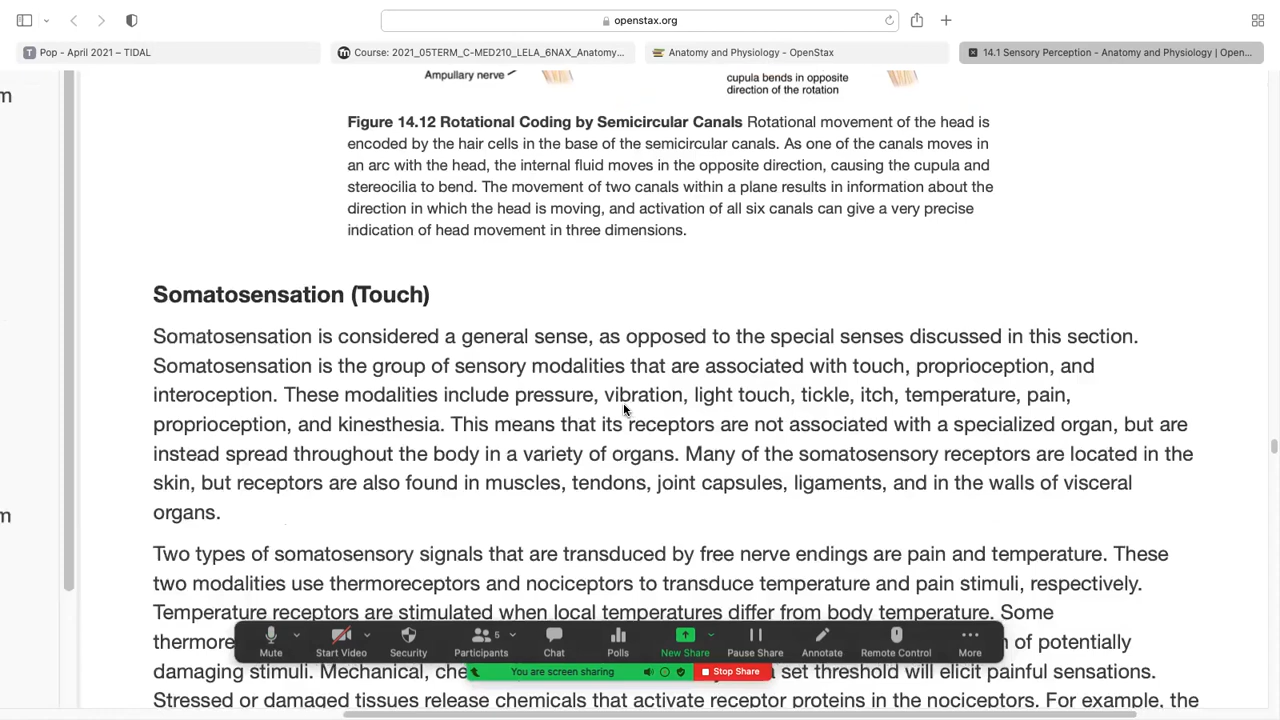 openstax.org
Pop - April 2021 – TIDAL
Course: 2021_05TERM_C-MED210_LELA_6NAX_Anatomy...
Anatomy and Physiology - OpenStax
14.1 Sensory Perception - Anatomy and Physiology | Open...
m
Ampullary nerve
cupula bends in opposite
direction of the rotation
Figure 14.12 Rotational Coding by Semicircular Canals Rotational movement of the head is
encoded by the hair cells in the base of the semicircular canals. As one of the canals moves in
an arc with the head, the internal fluid moves in the opposite direction, causing the cupula and
stereocilia to bend. The movement of two canals within a plane results in information about the
direction in which the head is moving, and activation of all six canals can give a very precise
indication of head movement in three dimensions.
Somatosensation (Touch)
Somatosensation is considered a general sense, as opposed to the special senses discussed in this section.
Somatosensation is the group of sensory modalities that are associated with touch, proprioception, and
interoception. These modalities include pressure, vibration, light touch, tickle, itch, temperature, pain,
proprioception, and kinesthesia. This means that its receptors are not associated with a specialized organ, but are
instead spread throughout the body in a variety of organs. Many of the somatosensory receptors are located in the
skin, but receptors are also found in muscles, tendons, joint capsules, ligaments, and in the walls of visceral
organs.
m
Two types of somatosensory signals that are transduced by free nerve endings are pain and temperature. These
two modalities use thermoreceptors and nociceptors to transduce temperature and pain stimuli, respectively.
Temperature receptors are stimulated when local temperatures differ from body temperature. Some
thermore
of potentially
damaging stimuli. Mechanical, che
a set threshold will elicit painful sensations.
Stressed or damaged tissues release chemicals that activate receptor proteins in the nociceptors. For example, the
5
Mute
Start Video
Security
Participants
Chat
Polls
New Share
Pause Share
Annotate
Remote Control
More
You are screen sharing
Stop Share